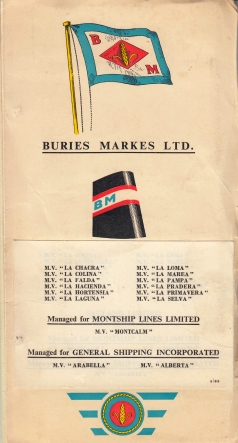 B
M
BURIES MARKES LTD.
BM
M.V. "LA CHACRA" M.V. "LA LOMA"
M.V. "LA COLINA" M.V. "LA MAREA"
M.V. "LA FALDA" M.V. "LA PAMPA"
M.V. "LA HACIENDA" M.V. "LA PRADERA"
M.V. "LA HORTENSIA" M.V. "LA PRIMAVERA"
M.V. "LA LAGUNA" M.V. "LA SELVA"
Managed for MONTSHIP LINES LIMITED
M.V. "MONTCALM"
Managed for GENERAL SHIPPING INCORPORATED
M.V. "ARABELLA" M.V. "ALBERTA"